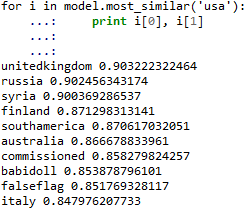 for i in model.most_similar('usa'):
...: print i[0], i[1]
...:
...:
unitedkingdom 0.903222322464
russia 0.902456343174
syria 0.900369286537
finland 0.871298313141
southamerica 0.870617032051
australia 0.866678833961
commissioned 0.858279824257
babidoll 0.853878796101
falseflag 0.851769328117
italy 0.847976207733